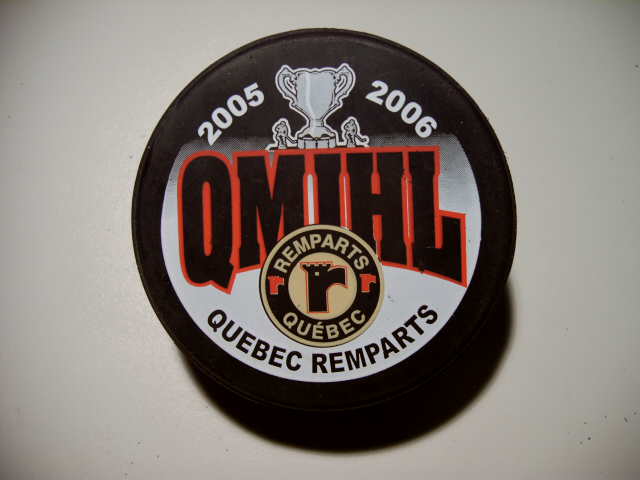 2005 2006
QMJHL
REMPARTS
r r r
QUÉBEC
QUEBEC REMPARTS